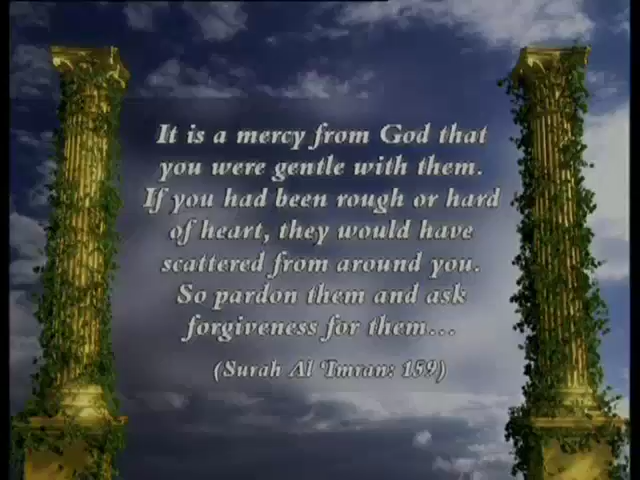 It is a mercy from God that
you were gentle with them.
If you had been rough or hard
of heart, they would have
scattered from around you.
So pardon them and ask
forgiveness for them...
(Surah Al 'Imran: 159)